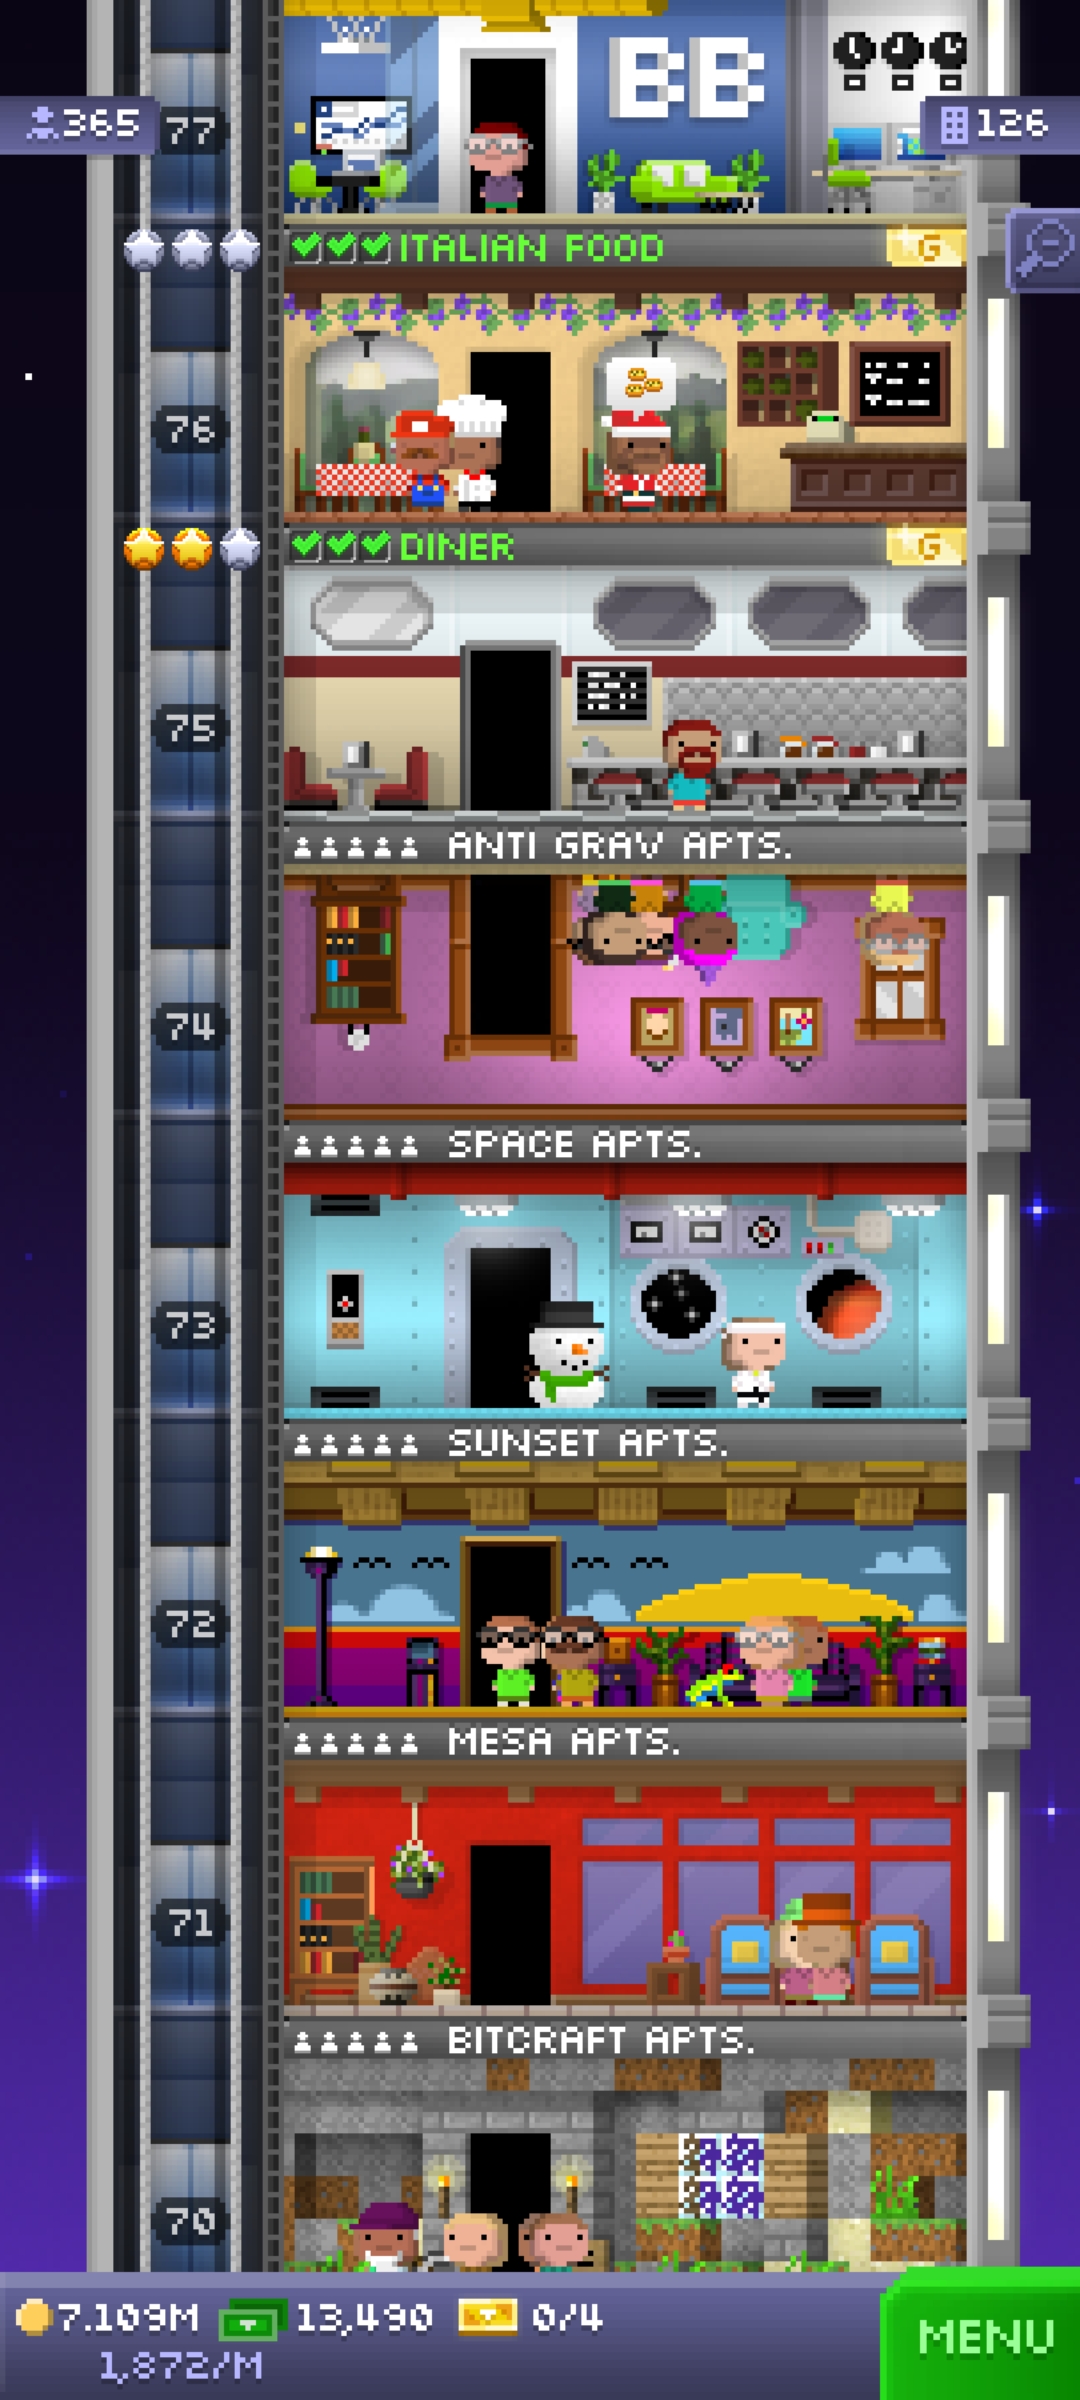 BB
365
77
126
ITALIAN FOOD
G
76
DINER
G
75
ANTI GRAV APTS.
74
SPACE APTS.
73
SUNSET APTS.
72
MESA APTS.
71
BITCRAFT APTS.
70
7.109M 13,490 0/4
1,872/M
MENU